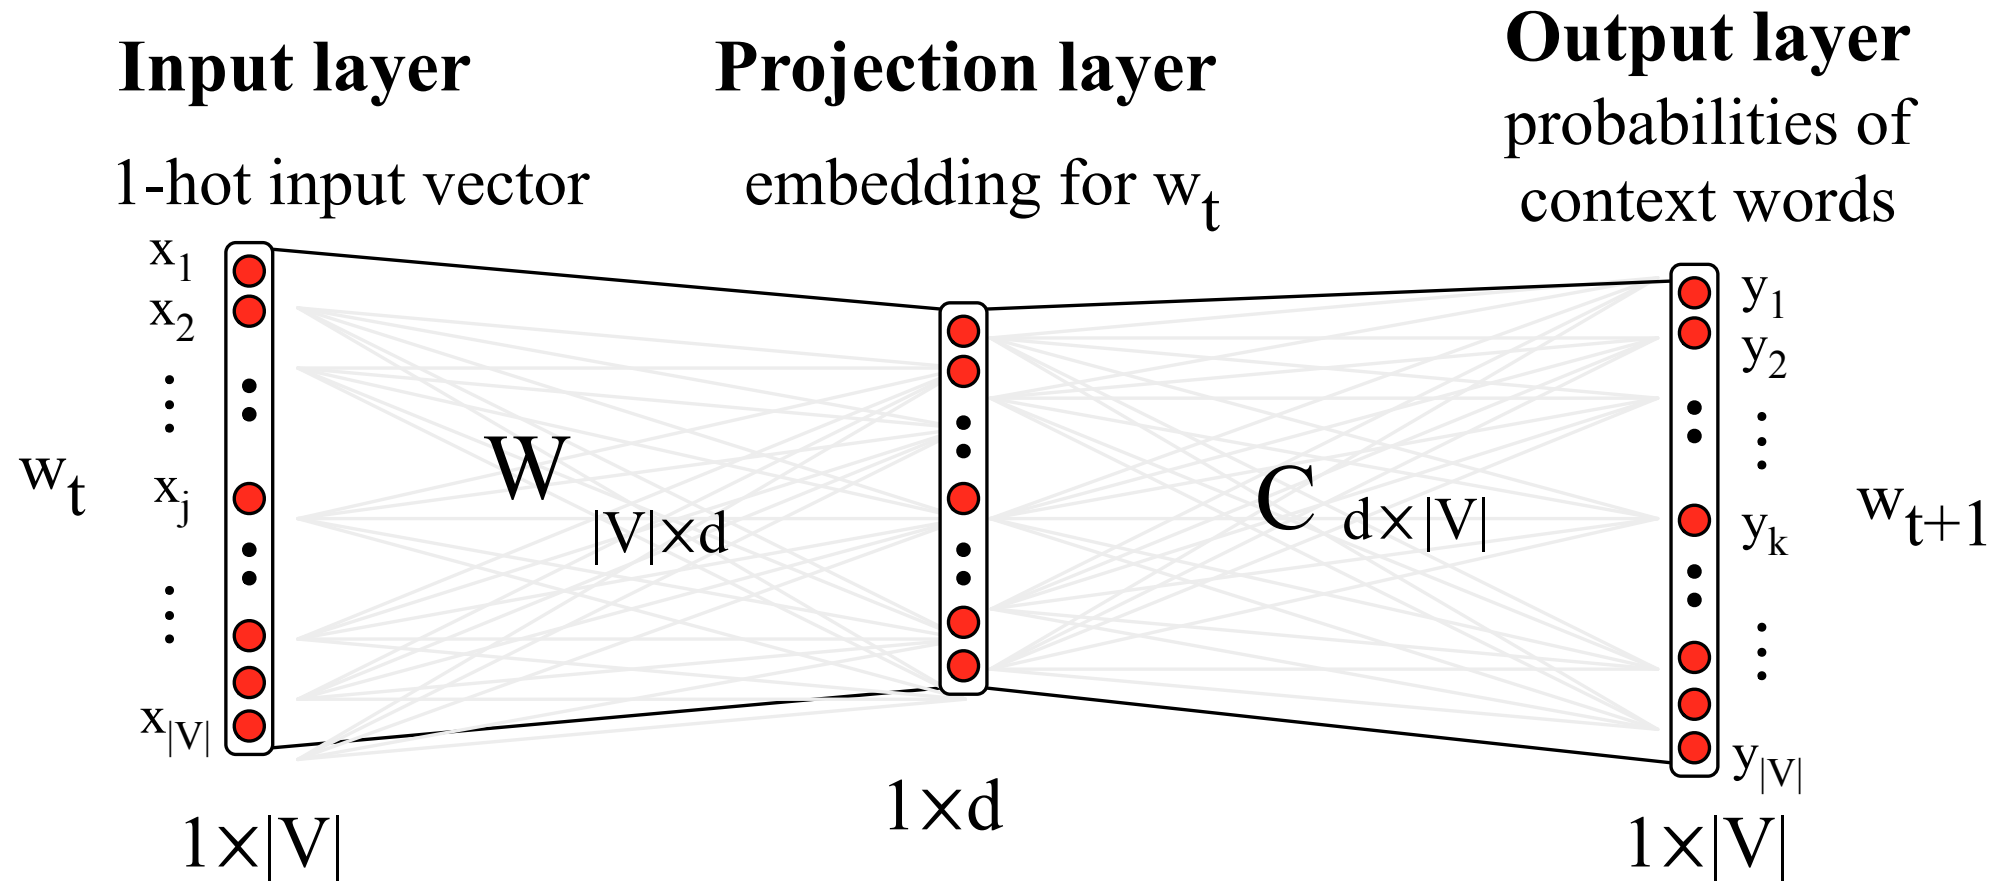 Input layer
1-hot input vector
Projection layer
embedding for w_t
Output layer
probabilities of
context words
x_1
x_2
⋮
x_j
⋮
x_|V|
w_t
W |V|×d
C d×|V|
y_1
y_2
⋮
y_k
⋮
y_|V|
w_t+1
1×|V|
1×d
1×|V|